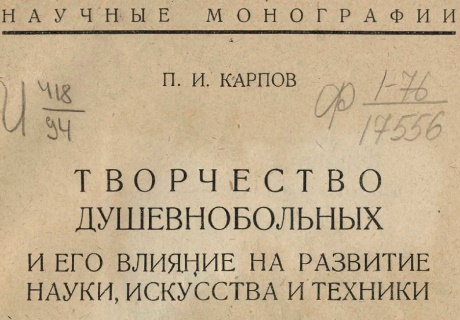 НАУЧНЫЕ МОНОГРАФИИ
П. И. КАРПОВ
И 418/94
Ф 1-76/17556
ТВОРЧЕСТВО
ДУШЕВНОБОЛЬНЫХ
И ЕГО ВЛИЯНИЕ НА РАЗВИТИЕ
НАУКИ, ИСКУССТВА И ТЕХНИКИ